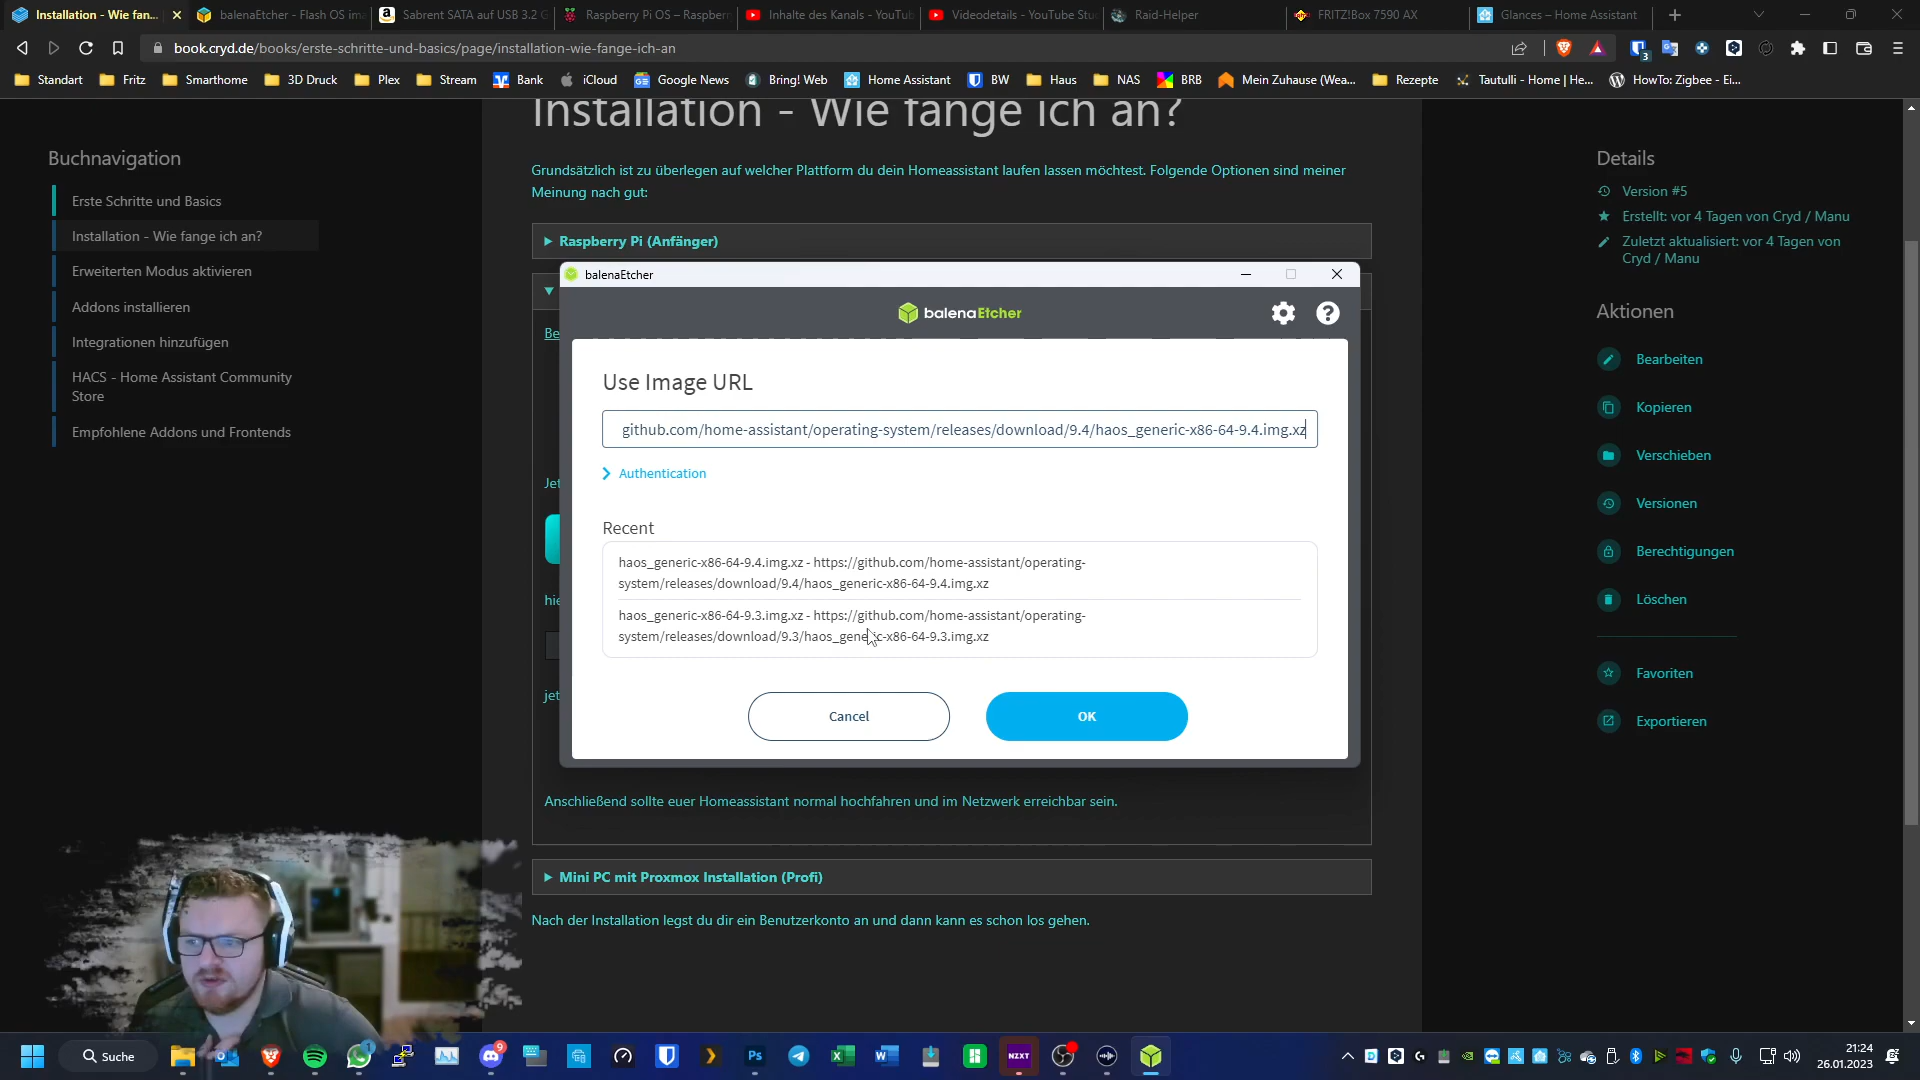 Installation - Wie fan...
balenaEtcher - Flash OS ima
Sabrent SATA auf USB 3.2 G
Raspberry Pi OS – Raspberr
Inhalte des Kanals - YouTub
Videodetails - YouTube Stud
Raid-Helper
FRITZ!Box 7590 AX
Glances – Home Assistant
book.cryd.de/books/erste-schritte-und-basics/page/installation-wie-fange-ich-an
Standart
Fritz
Smarthome
3D Druck
Plex
Stream
Bank
iCloud
Google News
Bring! Web
Home Assistant
BW
Haus
NAS
BRB
Mein Zuhause (Wea...
Rezepte
Tautulli - Home | He...
HowTo: Zigbee - Ei...
Installation - Wie fange ich an?
Buchnavigation
Erste Schritte und Basics
Installation - Wie fange ich an?
Erweiterten Modus aktivieren
Addons installieren
Integrationen hinzufügen
HACS - Home Assistant Community
Store
Empfohlene Addons und Frontends
Grundsätzlich ist zu überlegen auf welcher Plattform du dein Homeassistant laufen lassen möchtest. Folgende Optionen sind meiner
Meinung nach gut:
Raspberry Pi (Anfänger)
balenaEtcher
balenaEtcher
Be
Use Image URL
github.com/home-assistant/operating-system/releases/download/9.4/haos_generic-x86-64-9.4.img.xz
Authentication
Jet
Recent
haos_generic-x86-64-9.4.img.xz - https://github.com/home-assistant/operating-
system/releases/download/9.4/haos_generic-x86-64-9.4.img.xz
hie
haos_generic-x86-64-9.3.img.xz - https://github.com/home-assistant/operating-
system/releases/download/9.3/haos_generic-x86-64-9.3.img.xz
jet
Cancel
OK
Anschließend sollte euer Homeassistant normal hochfahren und im Netzwerk erreichbar sein.
Mini PC mit Proxmox Installation (Profi)
Nach der Installation legst du dir ein Benutzerkonto an und dann kann es schon los gehen.
Details
Version #5
Erstellt: vor 4 Tagen von Cryd / Manu
Zuletzt aktualisiert: vor 4 Tagen von
Cryd / Manu
Aktionen
Bearbeiten
Kopieren
Verschieben
Versionen
Berechtigungen
Löschen
Favoriten
Exportieren
Suche
NZXT
21:24
26.01.2023